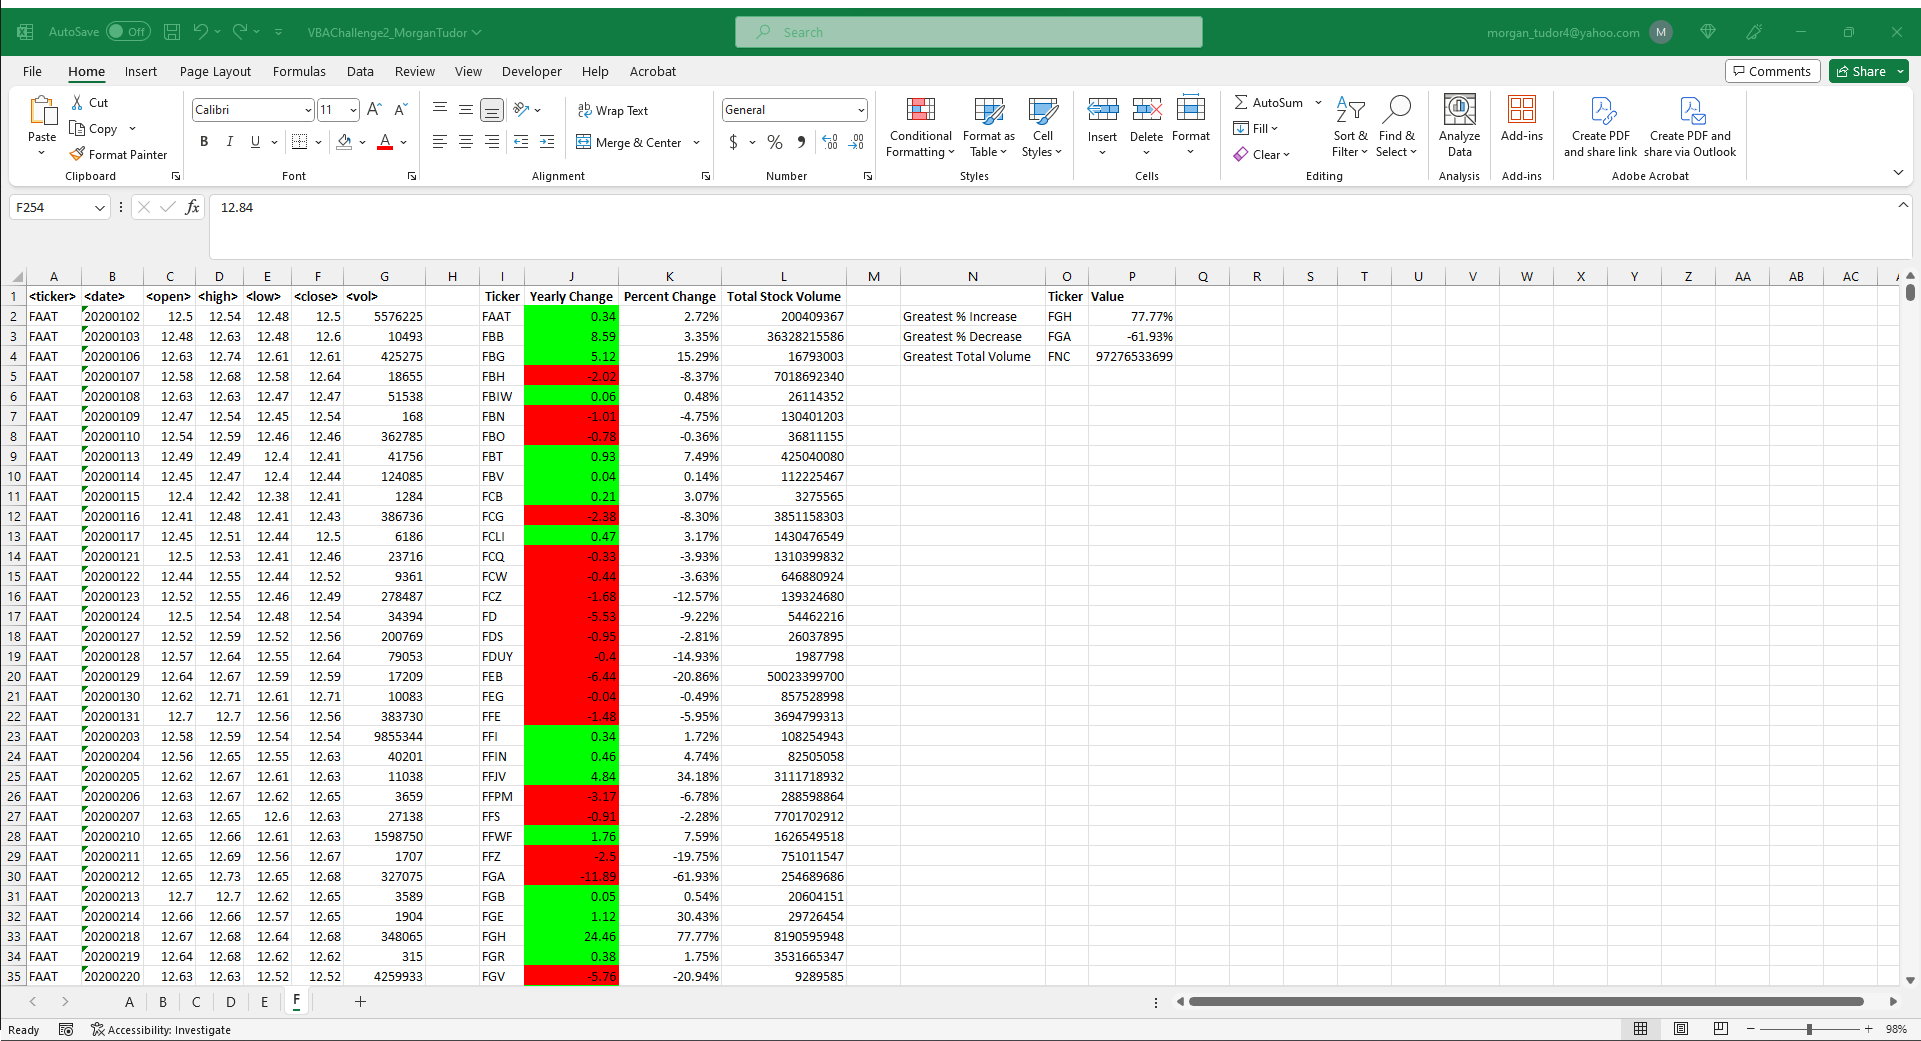 AutoSave Off VBAChallenge2_MorganTudor Search morgan_tudor4@yahoo.com M
File Home Insert Page Layout Formulas Data Review View Developer Help Acrobat Comments Share
Paste Cut Copy Format Painter Clipboard
Calibri 11 B I U A Font
Wrap Text Merge & Center Alignment
General $ % Number
Conditional Formatting Format as Table Cell Styles Styles
Insert Delete Format Cells
AutoSum Fill Clear Sort & Filter Find & Select Editing
Analyze Data Analysis
Add-ins Add-ins
Create PDF and share link Create PDF and share via Outlook Adobe Acrobat
F254 fx 12.84
A B C D E F G H I J K L M N O P Q R S T U V W X Y Z AA AB AC
1 <ticker> <date> <open> <high> <low> <close> <vol> Ticker Yearly Change Percent Change Total Stock Volume Ticker Value
2 FAAT 20200102 12.5 12.54 12.48 12.5 5576225 FAAT 0.34 2.72% 200409367 Greatest % Increase FGH 77.77%
3 FAAT 20200103 12.48 12.63 12.48 12.6 10493 FBB 8.59 3.35% 36328215586 Greatest % Decrease FGA -61.93%
4 FAAT 20200106 12.63 12.74 12.61 12.61 425275 FBG 5.12 15.29% 16793003 Greatest Total Volume FNC 97276533699
5 FAAT 20200107 12.58 12.68 12.58 12.64 18655 FBH -2.02 -8.37% 7018692340
6 FAAT 20200108 12.63 12.63 12.47 12.47 51538 FBIW 0.06 0.48% 26114352
7 FAAT 20200109 12.47 12.54 12.45 12.54 168 FBN -1.01 -4.75% 130401203
8 FAAT 20200110 12.54 12.59 12.46 12.46 362785 FBO -0.78 -0.36% 36811155
9 FAAT 20200113 12.49 12.49 12.4 12.41 41756 FBT 0.93 7.49% 425040080
10 FAAT 20200114 12.45 12.47 12.4 12.44 124085 FBV 0.04 0.14% 112225467
11 FAAT 20200115 12.4 12.42 12.38 12.41 1284 FCB 0.21 3.07% 3275565
12 FAAT 20200116 12.41 12.48 12.41 12.43 386736 FCG -2.38 -8.30% 3851158303
13 FAAT 20200117 12.45 12.51 12.44 12.5 6186 FCLI 0.47 3.17% 1430476549
14 FAAT 20200121 12.5 12.53 12.41 12.46 23716 FCQ -0.33 -3.93% 1310399832
15 FAAT 20200122 12.44 12.55 12.44 12.52 9361 FCW -0.44 -3.63% 646880924
16 FAAT 20200123 12.52 12.55 12.46 12.49 278487 FCZ -1.68 -12.57% 139324680
17 FAAT 20200124 12.5 12.54 12.48 12.54 34394 FD -5.53 -9.22% 54462216
18 FAAT 20200127 12.52 12.59 12.52 12.56 200769 FDS -0.95 -2.81% 26037895
19 FAAT 20200128 12.57 12.64 12.55 12.64 79053 FDUY -0.4 -14.93% 1987798
20 FAAT 20200129 12.64 12.67 12.59 12.59 17209 FEB -6.44 -20.86% 50023399700
21 FAAT 20200130 12.62 12.71 12.61 12.71 10083 FEG -0.04 -0.49% 857528998
22 FAAT 20200131 12.7 12.7 12.56 12.56 383730 FFE -1.48 -5.95% 3694799313
23 FAAT 20200203 12.58 12.59 12.54 12.54 9855344 FFI 0.34 1.72% 108254943
24 FAAT 20200204 12.56 12.65 12.55 12.63 40201 FFIN 0.46 4.74% 82505058
25 FAAT 20200205 12.62 12.67 12.61 12.63 11038 FFJV 4.84 34.18% 3111718932
26 FAAT 20200206 12.63 12.67 12.62 12.65 3659 FFPM -3.17 -6.78% 288598864
27 FAAT 20200207 12.63 12.65 12.6 12.63 27138 FFS -0.91 -2.28% 7701702912
28 FAAT 20200210 12.65 12.66 12.61 12.63 1598750 FFWF 1.76 7.59% 1626549518
29 FAAT 20200211 12.65 12.69 12.56 12.67 1707 FFZ -2.5 -19.75% 751011547
30 FAAT 20200212 12.65 12.73 12.65 12.68 327075 FGA -11.89 -61.93% 254689686
31 FAAT 20200213 12.7 12.7 12.62 12.65 3589 FGB 0.05 0.54% 20604151
32 FAAT 20200214 12.66 12.66 12.57 12.65 1904 FGE 1.12 30.43% 29726454
33 FAAT 20200218 12.67 12.68 12.64 12.68 348065 FGH 24.46 77.77% 8190595948
34 FAAT 20200219 12.64 12.68 12.62 12.62 315 FGR 0.38 1.75% 3531665347
35 FAAT 20200220 12.63 12.63 12.52 12.52 4259933 FGV -5.76 -20.94% 9289585
A B C D E F
Ready Accessibility: Investigate 98%